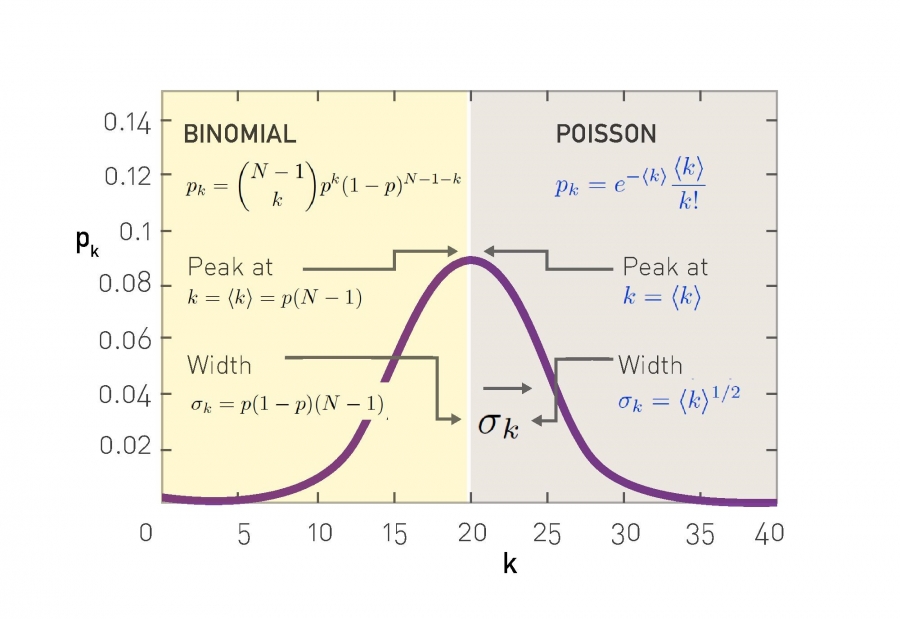 BINOMIAL
p_k = \binom{N-1}{k} p^k (1-p)^{N-1-k}
Peak at
k = ⟨k⟩ = p(N − 1)
Width
σ_k = p(1 − p)(N − 1)
POISSON
p_k = e^{-⟨k⟩} \frac{⟨k⟩}{k!}
Peak at
k = ⟨k⟩
Width
σ_k = ⟨k⟩^{1/2}
σ_k
p_k
0.14
0.12
0.1
0.08
0.06
0.04
0.02
0 5 10 15 20 25 30 35 40
k